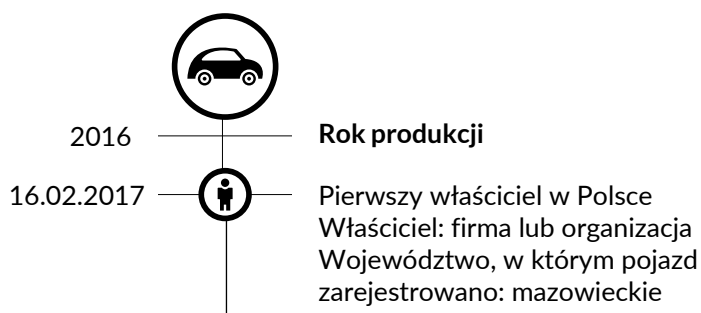 2016
Rok produkcji
16.02.2017
Pierwszy właściciel w Polsce
Właściciel: firma lub organizacja
Województwo, w którym pojazd
zarejestrowano: mazowieckie